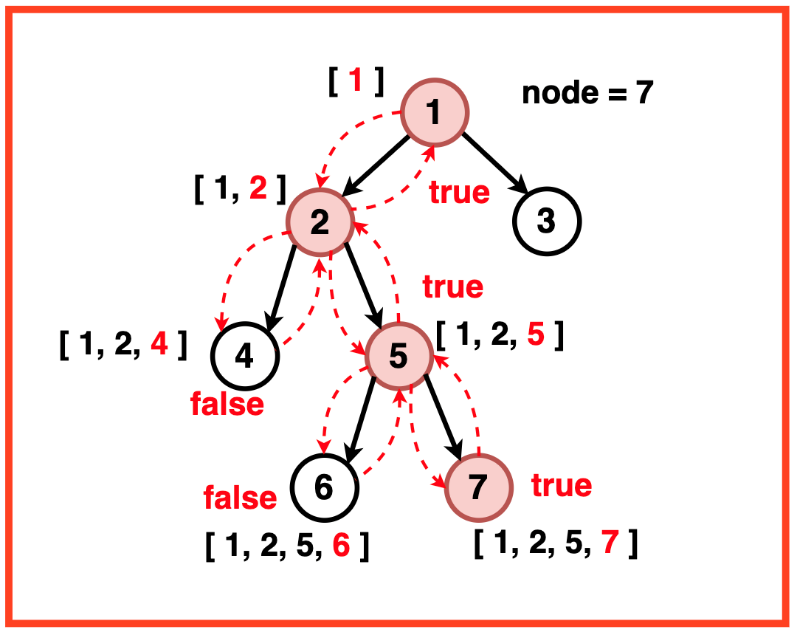 [ 1 ]
1
node = 7
[ 1, 2 ]
2
true
3
true
[ 1, 2, 4 ]
4
5
[ 1, 2, 5 ]
false
6
7
true
false
[ 1, 2, 5, 6 ]
[ 1, 2, 5, 7 ]